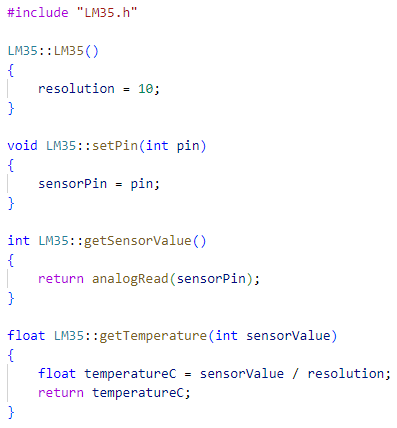 #include "LM35.h"
LM35::LM35()
{
    resolution = 10;
}
void LM35::setPin(int pin)
{
    sensorPin = pin;
}
int LM35::getSensorValue()
{
    return analogRead(sensorPin);
}
float LM35::getTemperature(int sensorValue)
{
    float temperatureC = sensorValue / resolution;
    return temperatureC;
}